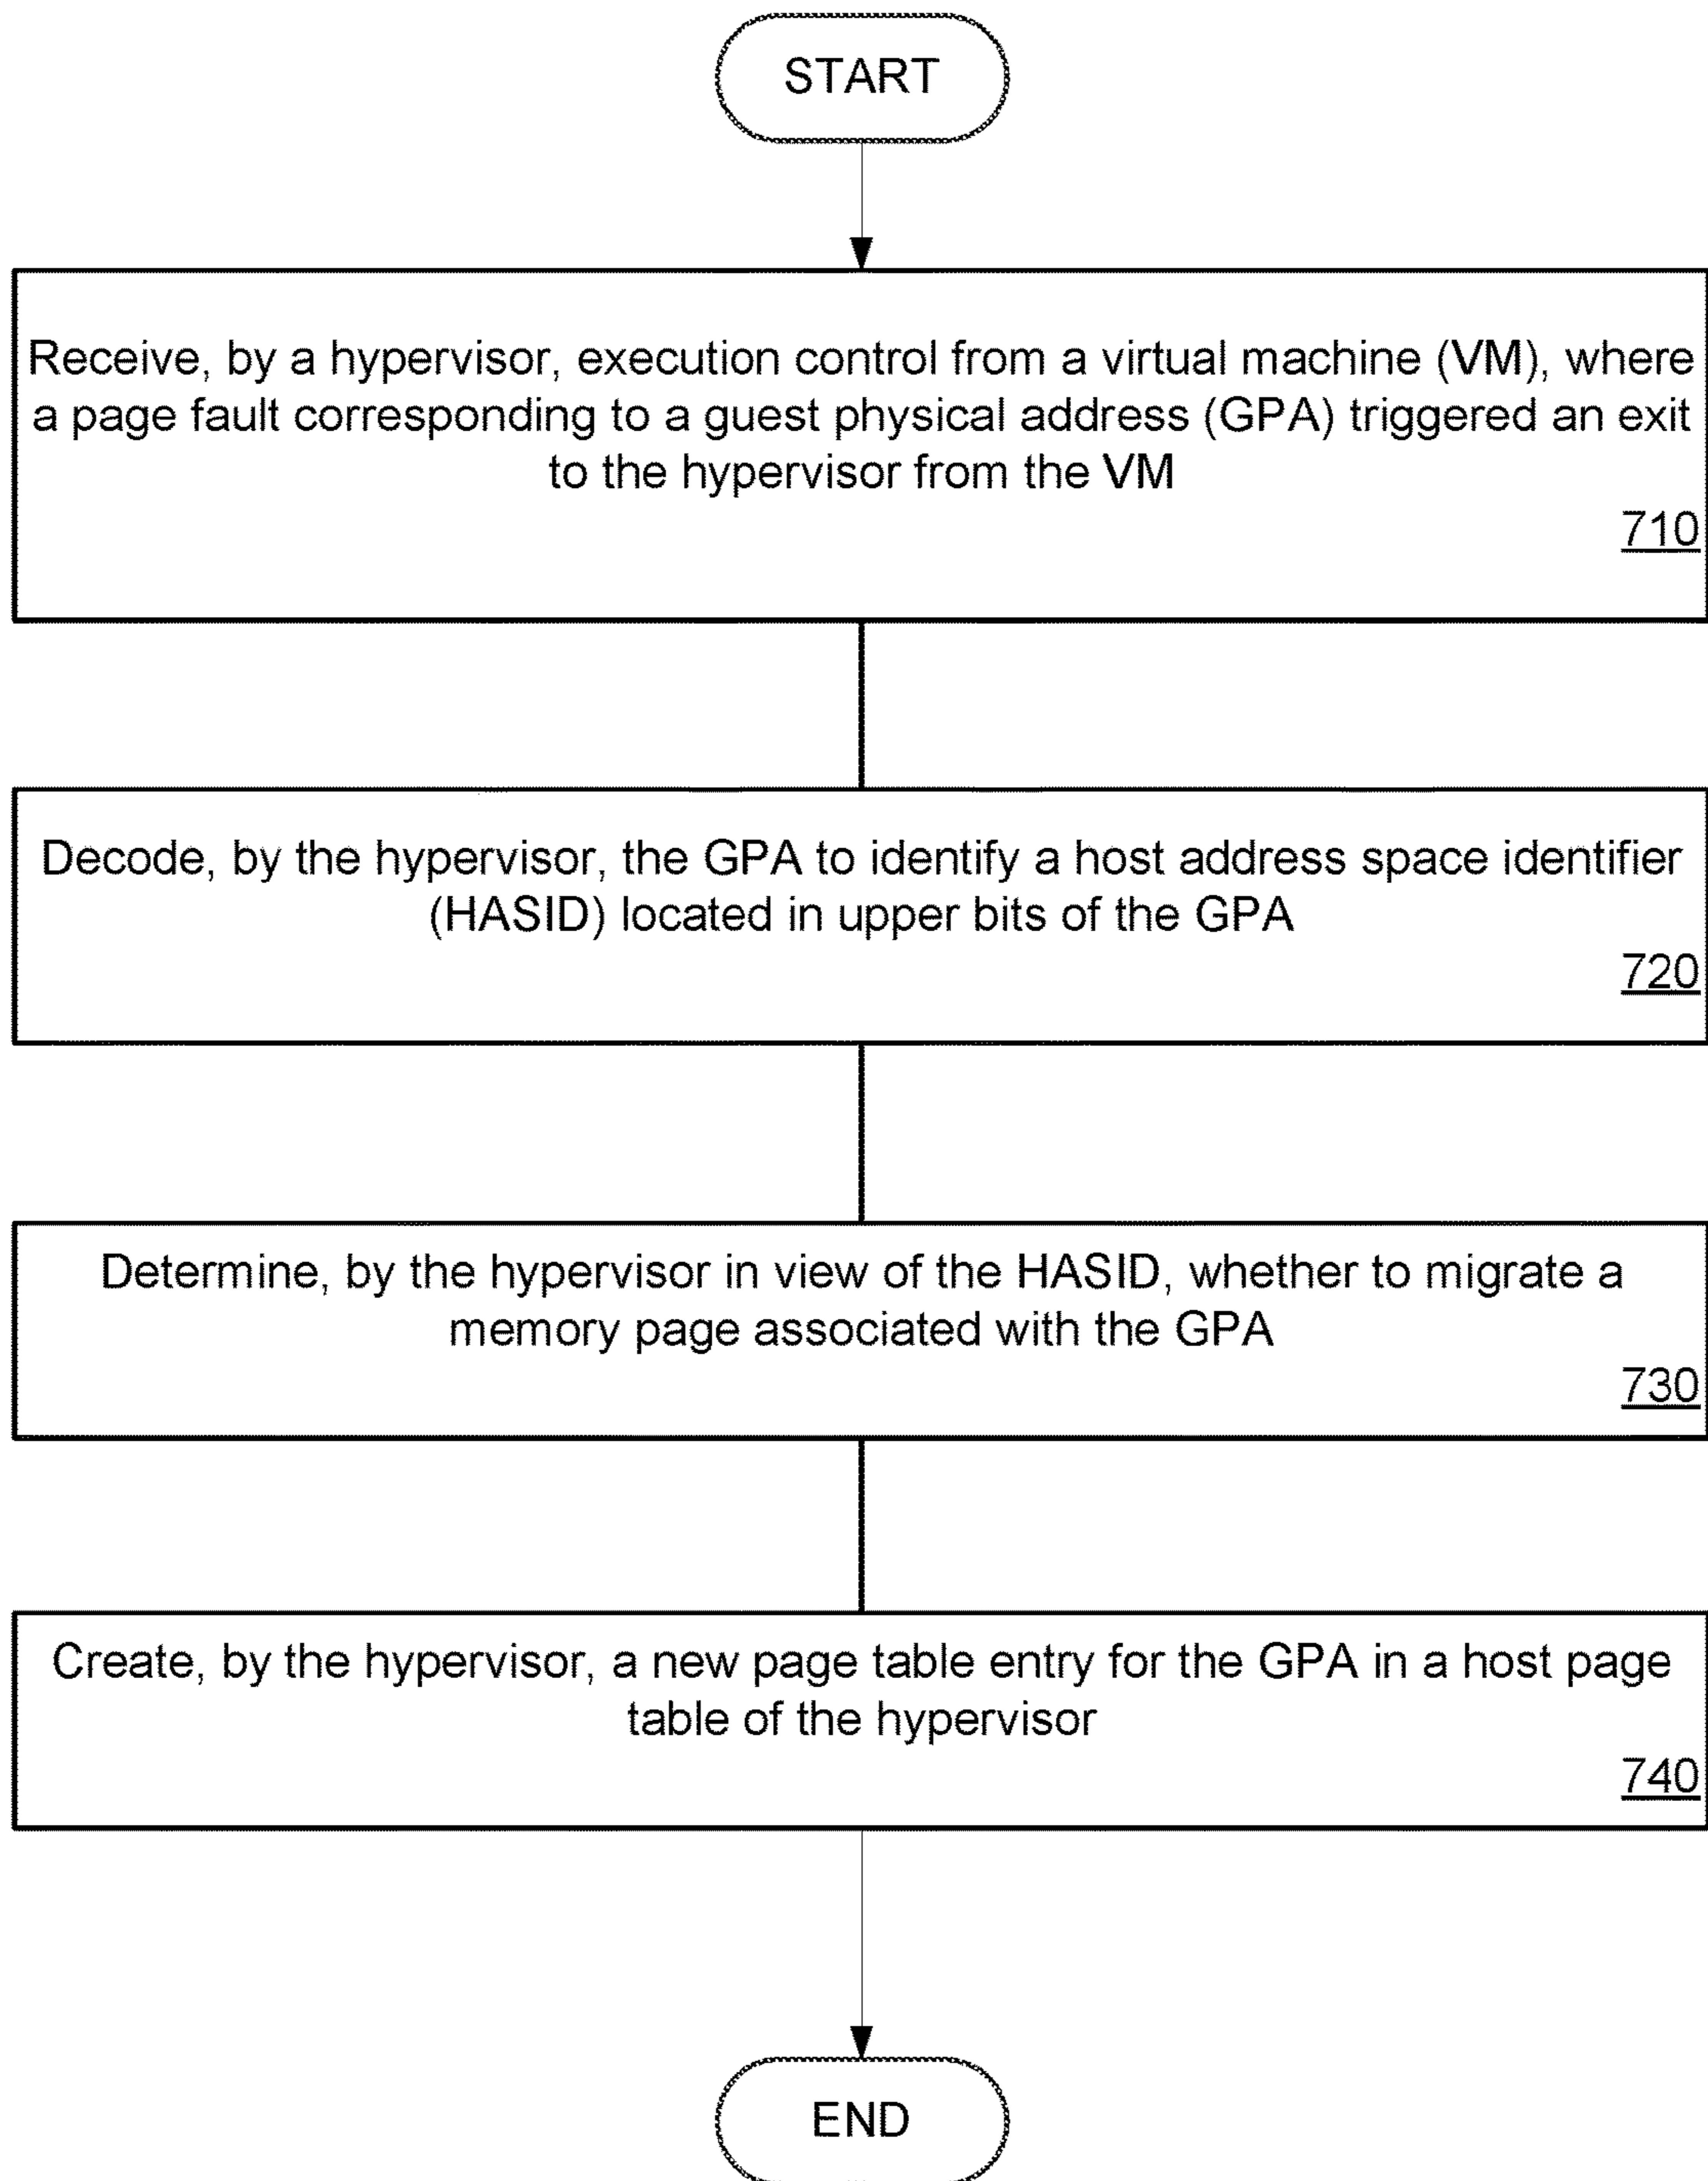 START
Receive, by a hypervisor, execution control from a virtual machine (VM), where
a page fault corresponding to a guest physical address (GPA) triggered an exit
to the hypervisor from the VM
710
Decode, by the hypervisor, the GPA to identify a host address space identifier
(HASID) located in upper bits of the GPA
720
Determine, by the hypervisor in view of the HASID, whether to migrate a
memory page associated with the GPA
730
Create, by the hypervisor, a new page table entry for the GPA in a host page
table of the hypervisor
740
END